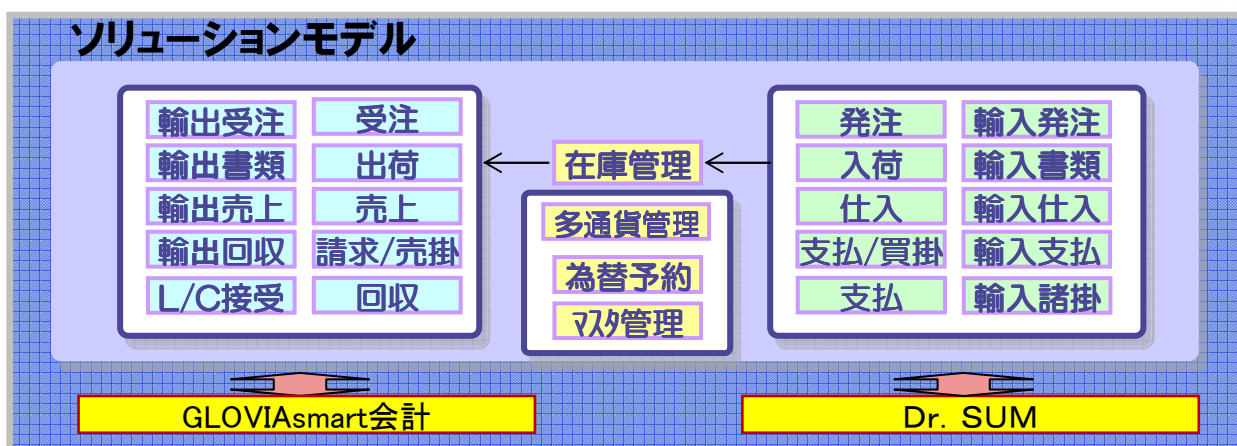 ソリューションモデル
輸出受注 受注
輸出書類 出荷
輸出売上 売上
輸出回収 請求/売掛
L/C接受 回収
在庫管理
多通貨管理
為替予約
ﾏｽﾀ管理
発注 輸入発注
入荷 輸入書類
仕入 輸入仕入
支払/買掛 輸入支払
支払 輸入諸掛
GLOVIAsmart会計
Dr. SUM